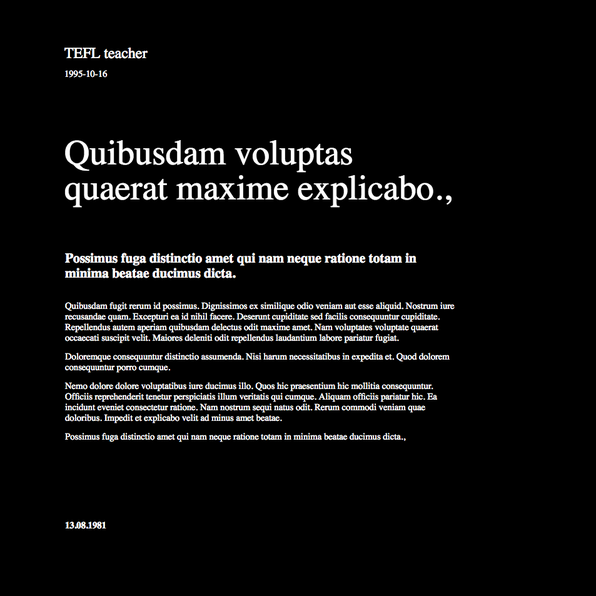 TEFL teacher
1995-10-16
Quibusdam voluptas
quaerat maxime explicabo.,
Possimus fuga distinctio amet qui nam neque ratione totam in
minima beatae ducimus dicta.
Quibusdam fugit rerum id possimus. Dignissimos ex similique odio veniam aut esse aliquid. Nostrum iure
recusandae quam. Excepturi ea id nihil facere. Deserunt cupiditate sed facilis consequuntur cupiditate.
Repellendus autem aperiam quibusdam delectus odit maxime amet. Nam voluptates voluptate quaerat
occaecati suscipit velit. Maiores deleniti odit repellendus laudantium labore pariatur fugiat.
Doloremque consequuntur distinctio assumenda. Nisi harum necessitatibus in expedita et. Quod dolorem
consequuntur porro cumque.
Nemo dolore dolore voluptatibus iure ducimus illo. Quos hic praesentium hic mollitia consequuntur.
Officiis reprehenderit tenetur perspiciatis illum veritatis qui cumque. Aliquam officiis pariatur hic. Ea
incidunt eveniet consectetur ratione. Nam nostrum sequi natus odit. Rerum commodi veniam quae
doloribus. Impedit et explicabo velit ad minus amet beatae.
Possimus fuga distinctio amet qui nam neque ratione totam in minima beatae ducimus dicta.,
13.08.1981